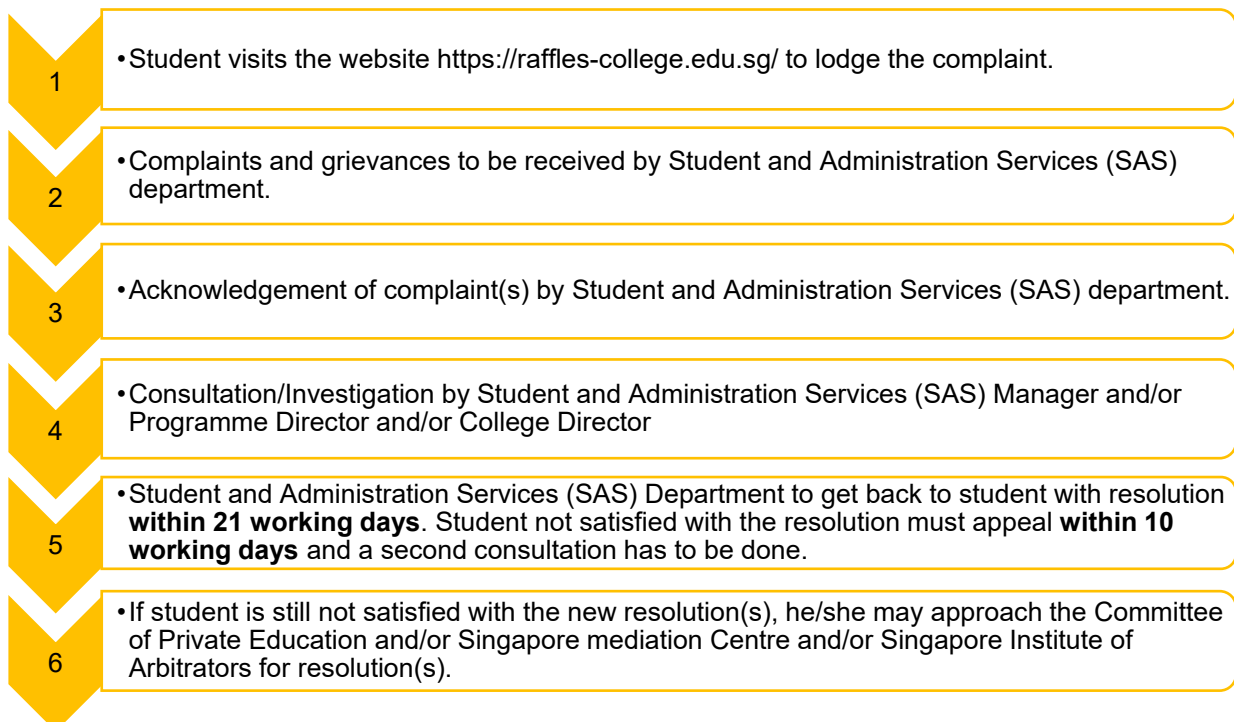 1
•Student visits the website https://raffles-college.edu.sg/ to lodge the complaint.
2
•Complaints and grievances to be received by Student and Administration Services (SAS)
department.
3
•Acknowledgement of complaint(s) by Student and Administration Services (SAS) department.
4
•Consultation/Investigation by Student and Administration Services (SAS) Manager and/or
Programme Director and/or College Director
5
•Student and Administration Services (SAS) Department to get back to student with resolution
within 21 working days. Student not satisfied with the resolution must appeal within 10
working days and a second consultation has to be done.
6
•If student is still not satisfied with the new resolution(s), he/she may approach the Committee
of Private Education and/or Singapore mediation Centre and/or Singapore Institute of
Arbitrators for resolution(s).